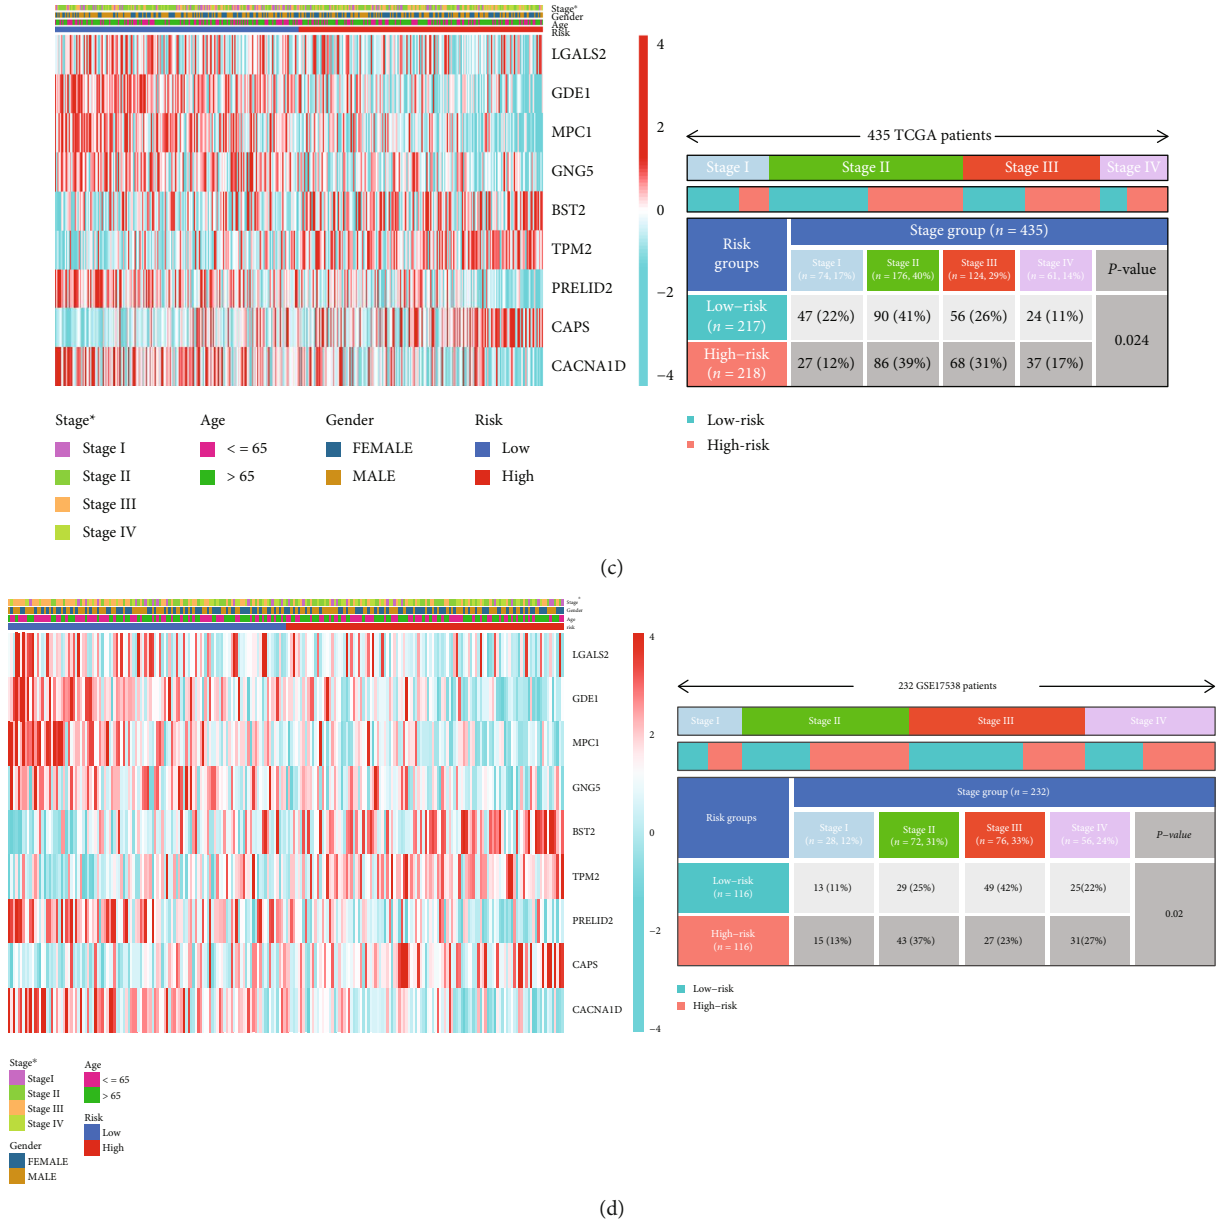 Stage*
Gender
Age
Risk
LGALS2
GDE1
MPC1
GNG5
BST2
TPM2
PRELID2
CAPS
CACNA1D
4
2
0
−2
−4
Stage*
Stage I
Stage II
Stage III
Stage IV
Age
< = 65
> 65
Gender
FEMALE
MALE
Risk
Low
High
435 TCGA patients
Stage I Stage II Stage III Stage IV
Risk groups
Stage group (n = 435)
Stage I (n = 74, 17%)
Stage II (n = 176, 40%)
Stage III (n = 124, 29%)
Stage IV (n = 61, 14%)
P-value
Low−risk (n = 217)
47 (22%) 90 (41%) 56 (26%) 24 (11%)
0.024
High−risk (n = 218)
27 (12%) 86 (39%) 68 (31%) 37 (17%)
Low-risk
High-risk
(c)
Stage*
Gender
Age
risk
LGALS2
GDE1
MPC1
GNG5
BST2
TPM2
PRELID2
CAPS
CACNA1D
4
2
0
−2
−4
Stage*
StageI
Stage II
Stage III
Stage IV
Gender
FEMALE
MALE
Age
< = 65
> 65
Risk
Low
High
232 GSE17538 patients
Stage I Stage II Stage III Stage IV
Risk groups
Stage group (n = 232)
Stage I (n = 28, 12%)
Stage II (n = 72, 31%)
Stage III (n = 76, 33%)
Stage IV (n = 56, 24%)
P−value
Low−risk (n = 116)
13 (11%) 29 (25%) 49 (42%) 25(22%)
0.02
High−risk (n = 116)
15 (13%) 43 (37%) 27 (23%) 31(27%)
Low−risk
High−risk
(d)